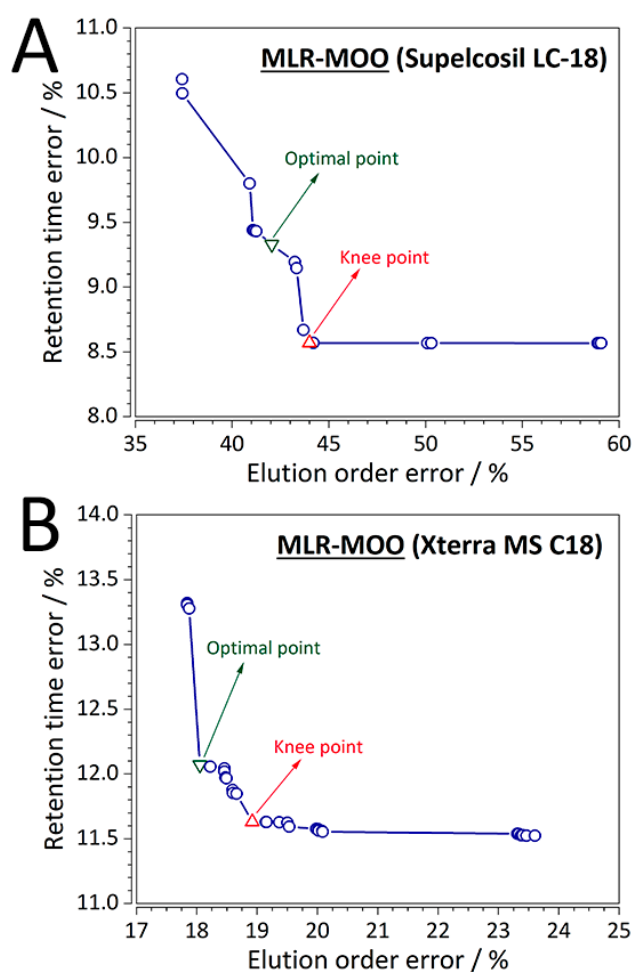 A
MLR-MOO (Supelcosil LC-18)
Retention time error / %
11.0
10.5
10.0
9.5
9.0
8.5
8.0
Optimal point
Knee point
35 40 45 50 55 60
Elution order error / %
B
MLR-MOO (Xterra MS C18)
Retention time error / %
14.0
13.5
13.0
12.5
12.0
11.5
11.0
Optimal point
Knee point
17 18 19 20 21 22 23 24 25
Elution order error / %